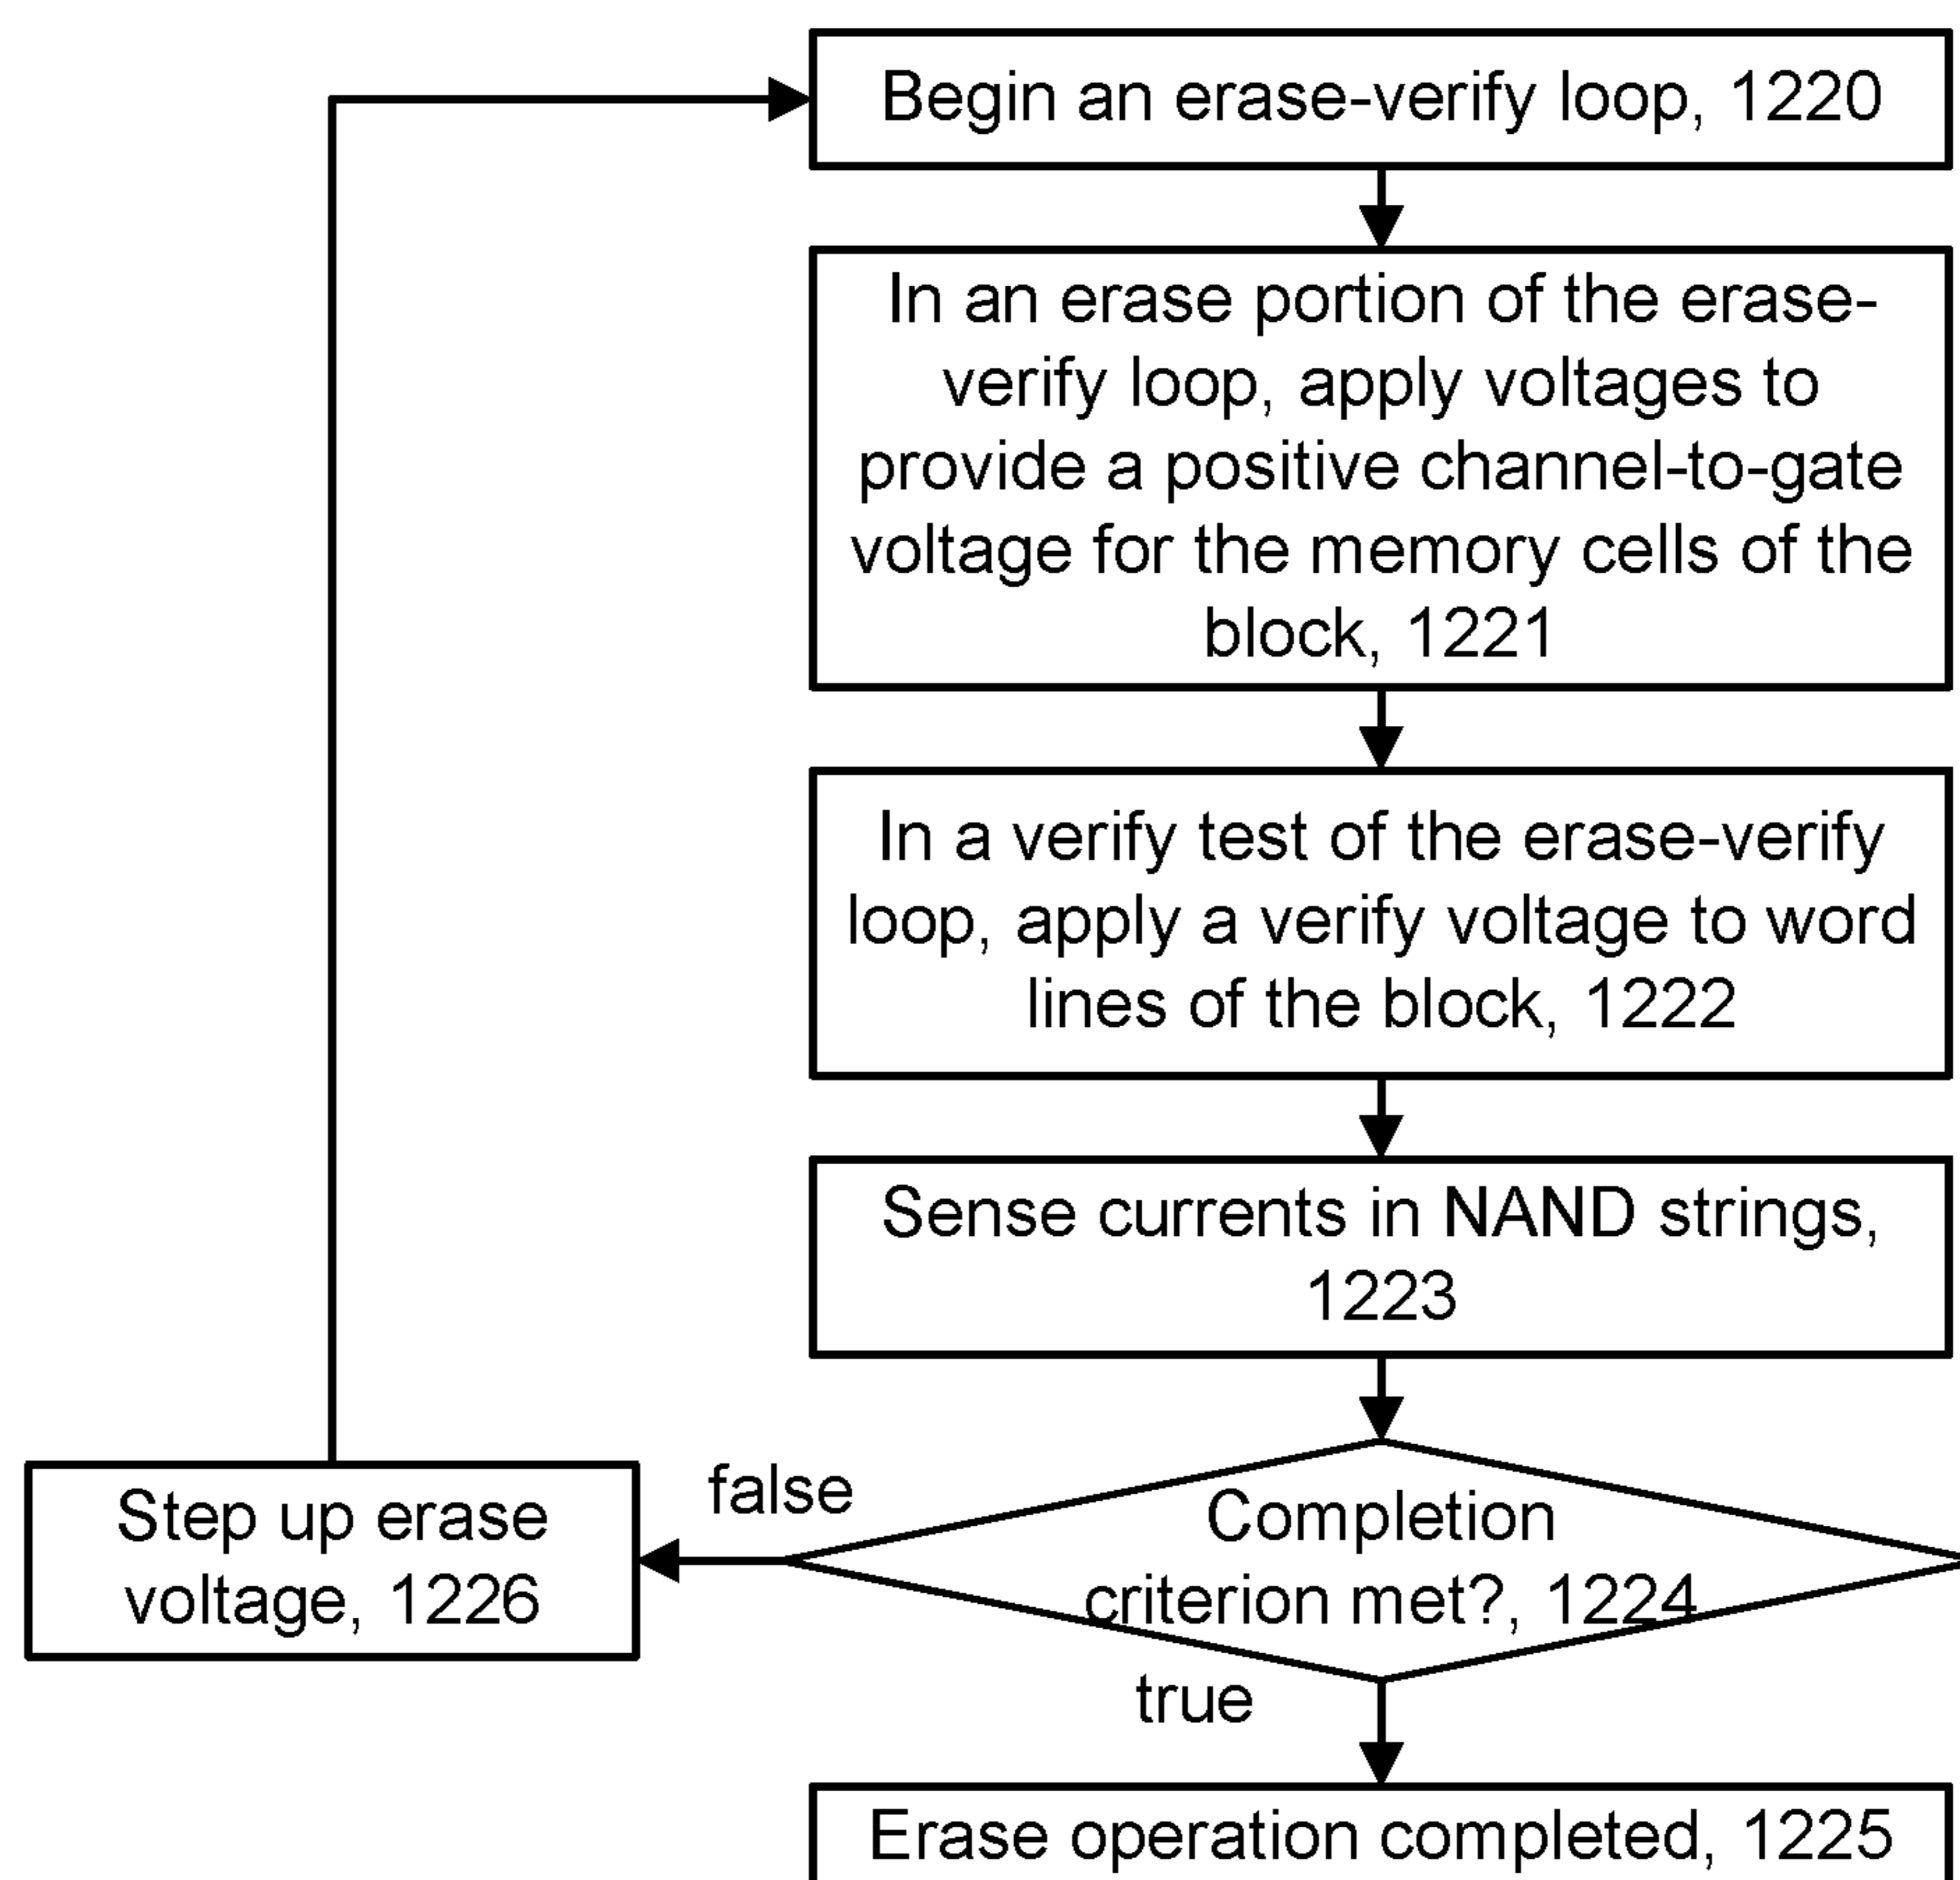 Begin an erase-verify loop, 1220
In an erase portion of the erase-
verify loop, apply voltages to
provide a positive channel-to-gate
voltage for the memory cells of the
block, 1221
In a verify test of the erase-verify
loop, apply a verify voltage to word
lines of the block, 1222
Sense currents in NAND strings,
1223
Completion
criterion met?, 1224
false
Step up erase
voltage, 1226
true
Erase operation completed, 1225